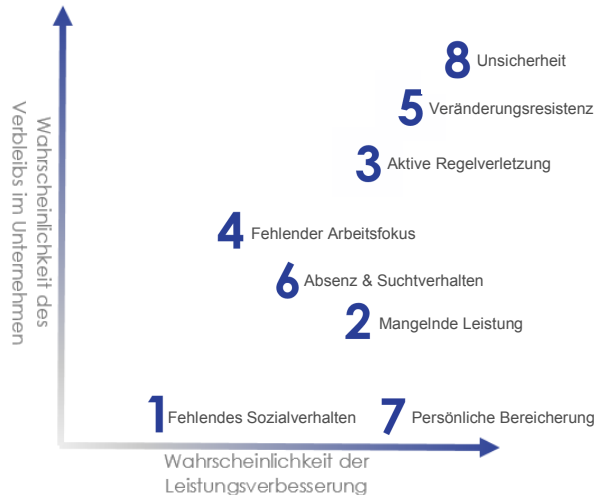 8 Unsicherheit
5 Veränderungsresistenz
3 Aktive Regelverletzung
4 Fehlender Arbeitsfokus
6 Absenz & Suchtverhalten
2 Mangelnde Leistung
1 Fehlendes Sozialverhalten
7 Persönliche Bereicherung
Wahrscheinlichkeit des
Verbleibs im Unternehmen
Wahrscheinlichkeit der
Leistungsverbesserung